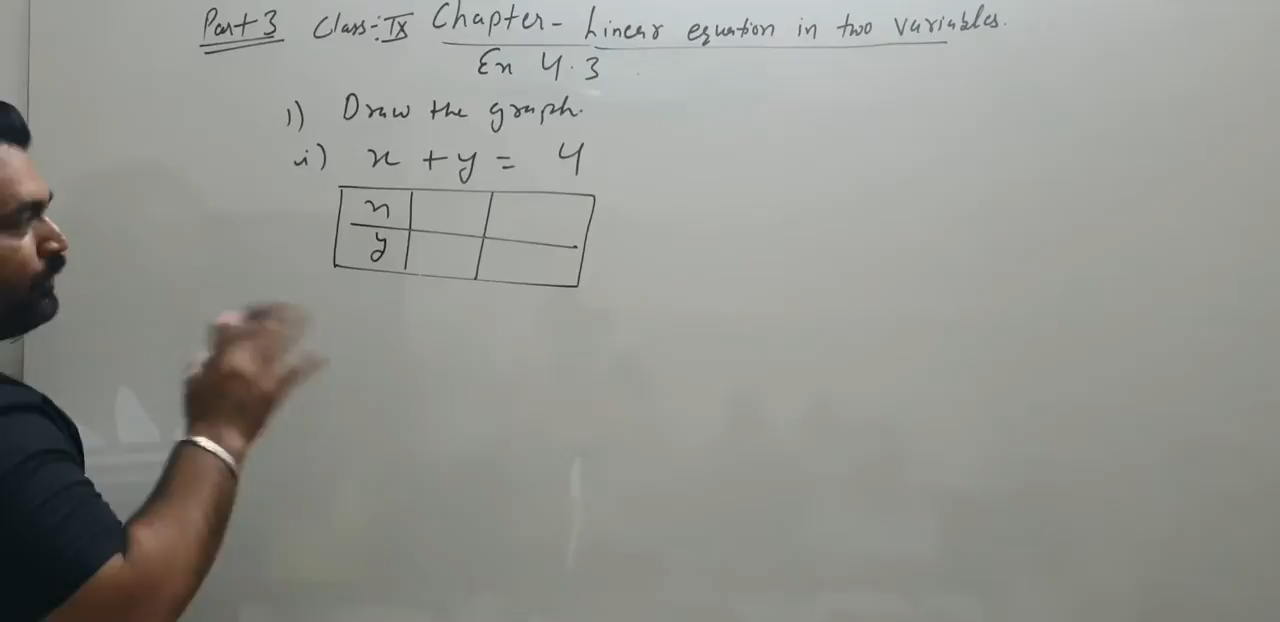 Part 3 Class:- IX Chapter - Linear equation in two variables.
Ex 4.3
1) Draw the graph.
i) x + y = 4
x
y